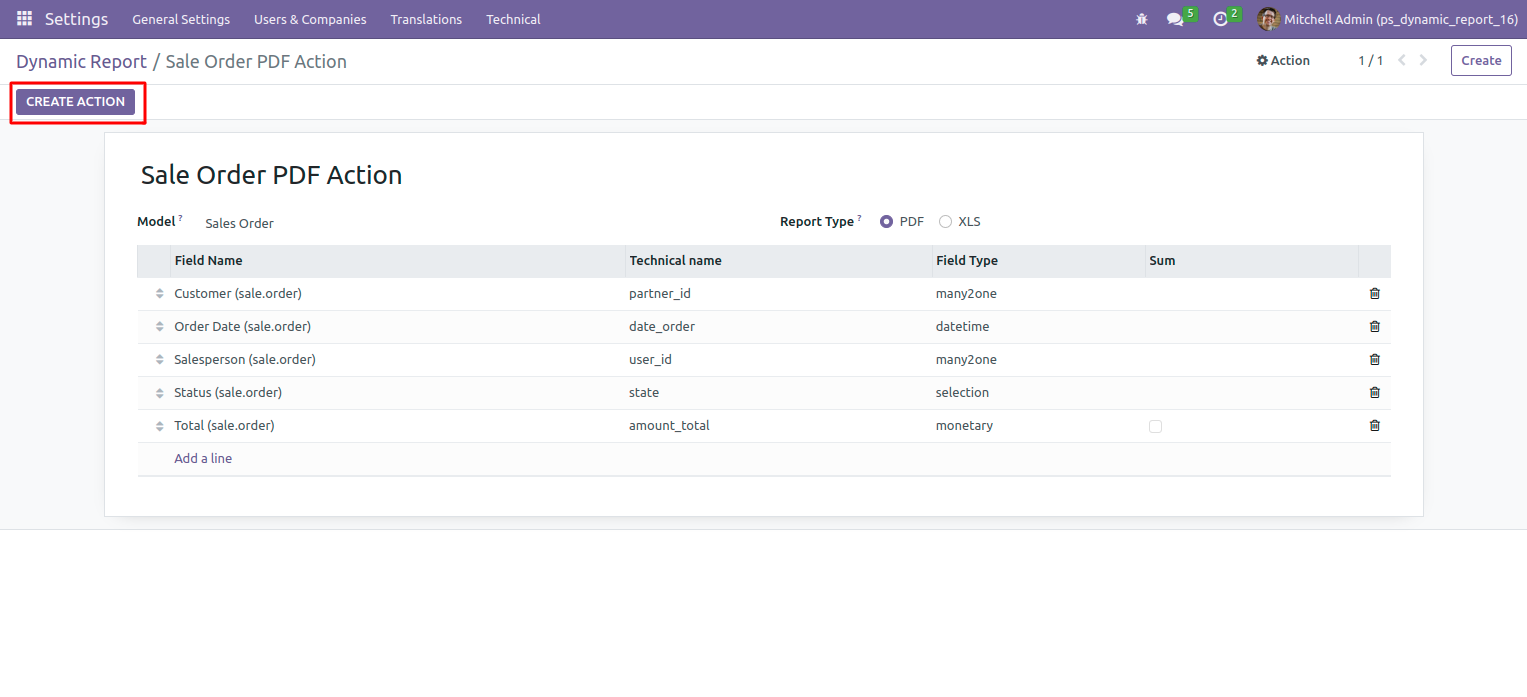 Settings General Settings Users & Companies Translations Technical 5 2 Mitchell Admin (ps_dynamic_report_16)
Dynamic Report / Sale Order PDF Action Action 1 / 1 Create
CREATE ACTION
Sale Order PDF Action
Model ? Sales Order Report Type ? PDF XLS
Field Name Technical name Field Type Sum
Customer (sale.order) partner_id many2one
Order Date (sale.order) date_order datetime
Salesperson (sale.order) user_id many2one
Status (sale.order) state selection
Total (sale.order) amount_total monetary
Add a line